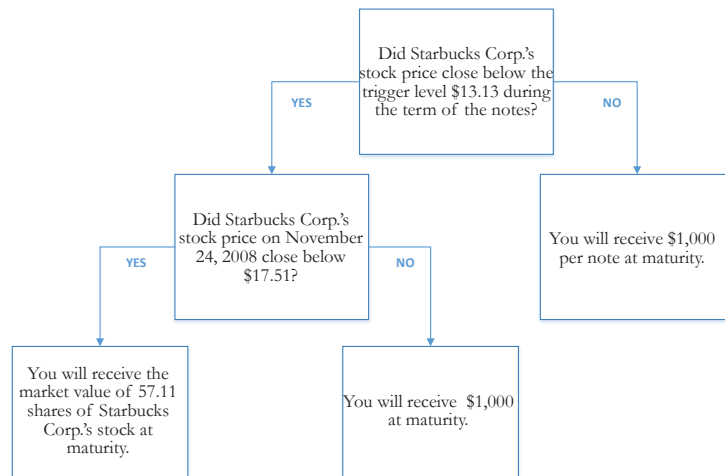 Did Starbucks Corp.'s
stock price close below the
trigger level $13.13 during
the term of the notes?
YES
NO
Did Starbucks Corp.'s
stock price on November
24, 2008 close below
$17.51?
You will receive $1,000
per note at maturity.
YES
NO
You will receive the
market value of 57.11
shares of Starbucks
Corp.'s stock at
maturity.
You will receive $1,000
at maturity.